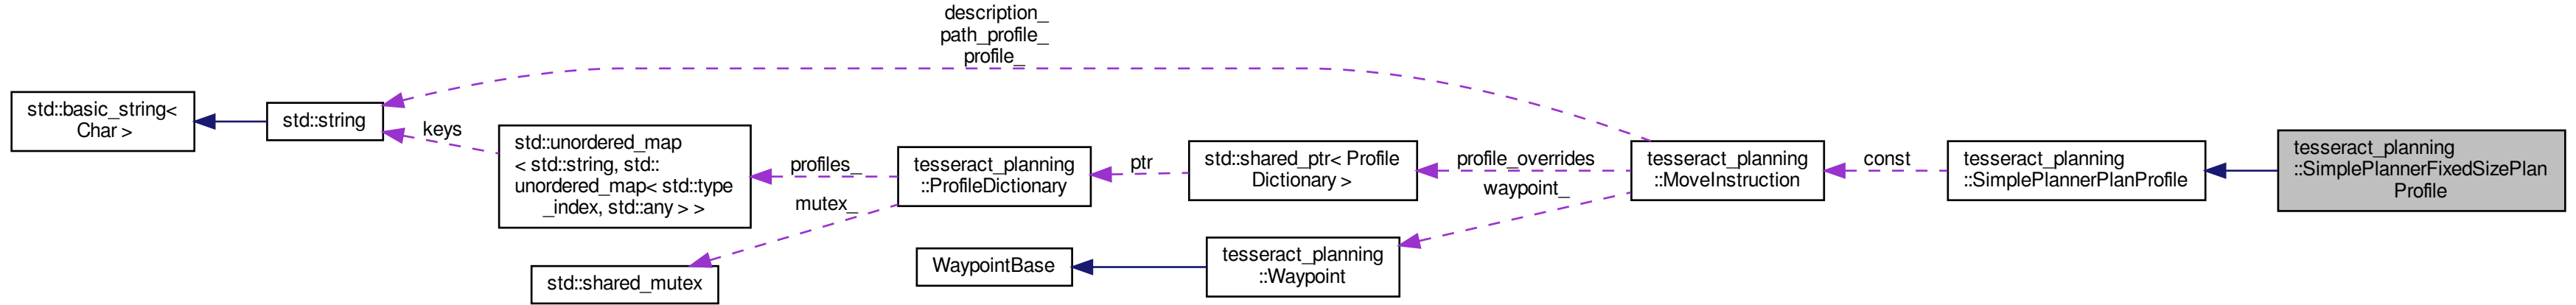 description_
path_profile_
profile_
std::basic_string<
Char >
std::string
keys
std::unordered_map
< std::string, std::
unordered_map< std::type
_index, std::any > >
profiles_
mutex_
std::shared_mutex
tesseract_planning
::ProfileDictionary
ptr
std::shared_ptr< Profile
Dictionary >
profile_overrides
waypoint_
WaypointBase
tesseract_planning
::Waypoint
tesseract_planning
::MoveInstruction
const
tesseract_planning
::SimplePlannerPlanProfile
tesseract_planning
::SimplePlannerFixedSizePlan
Profile